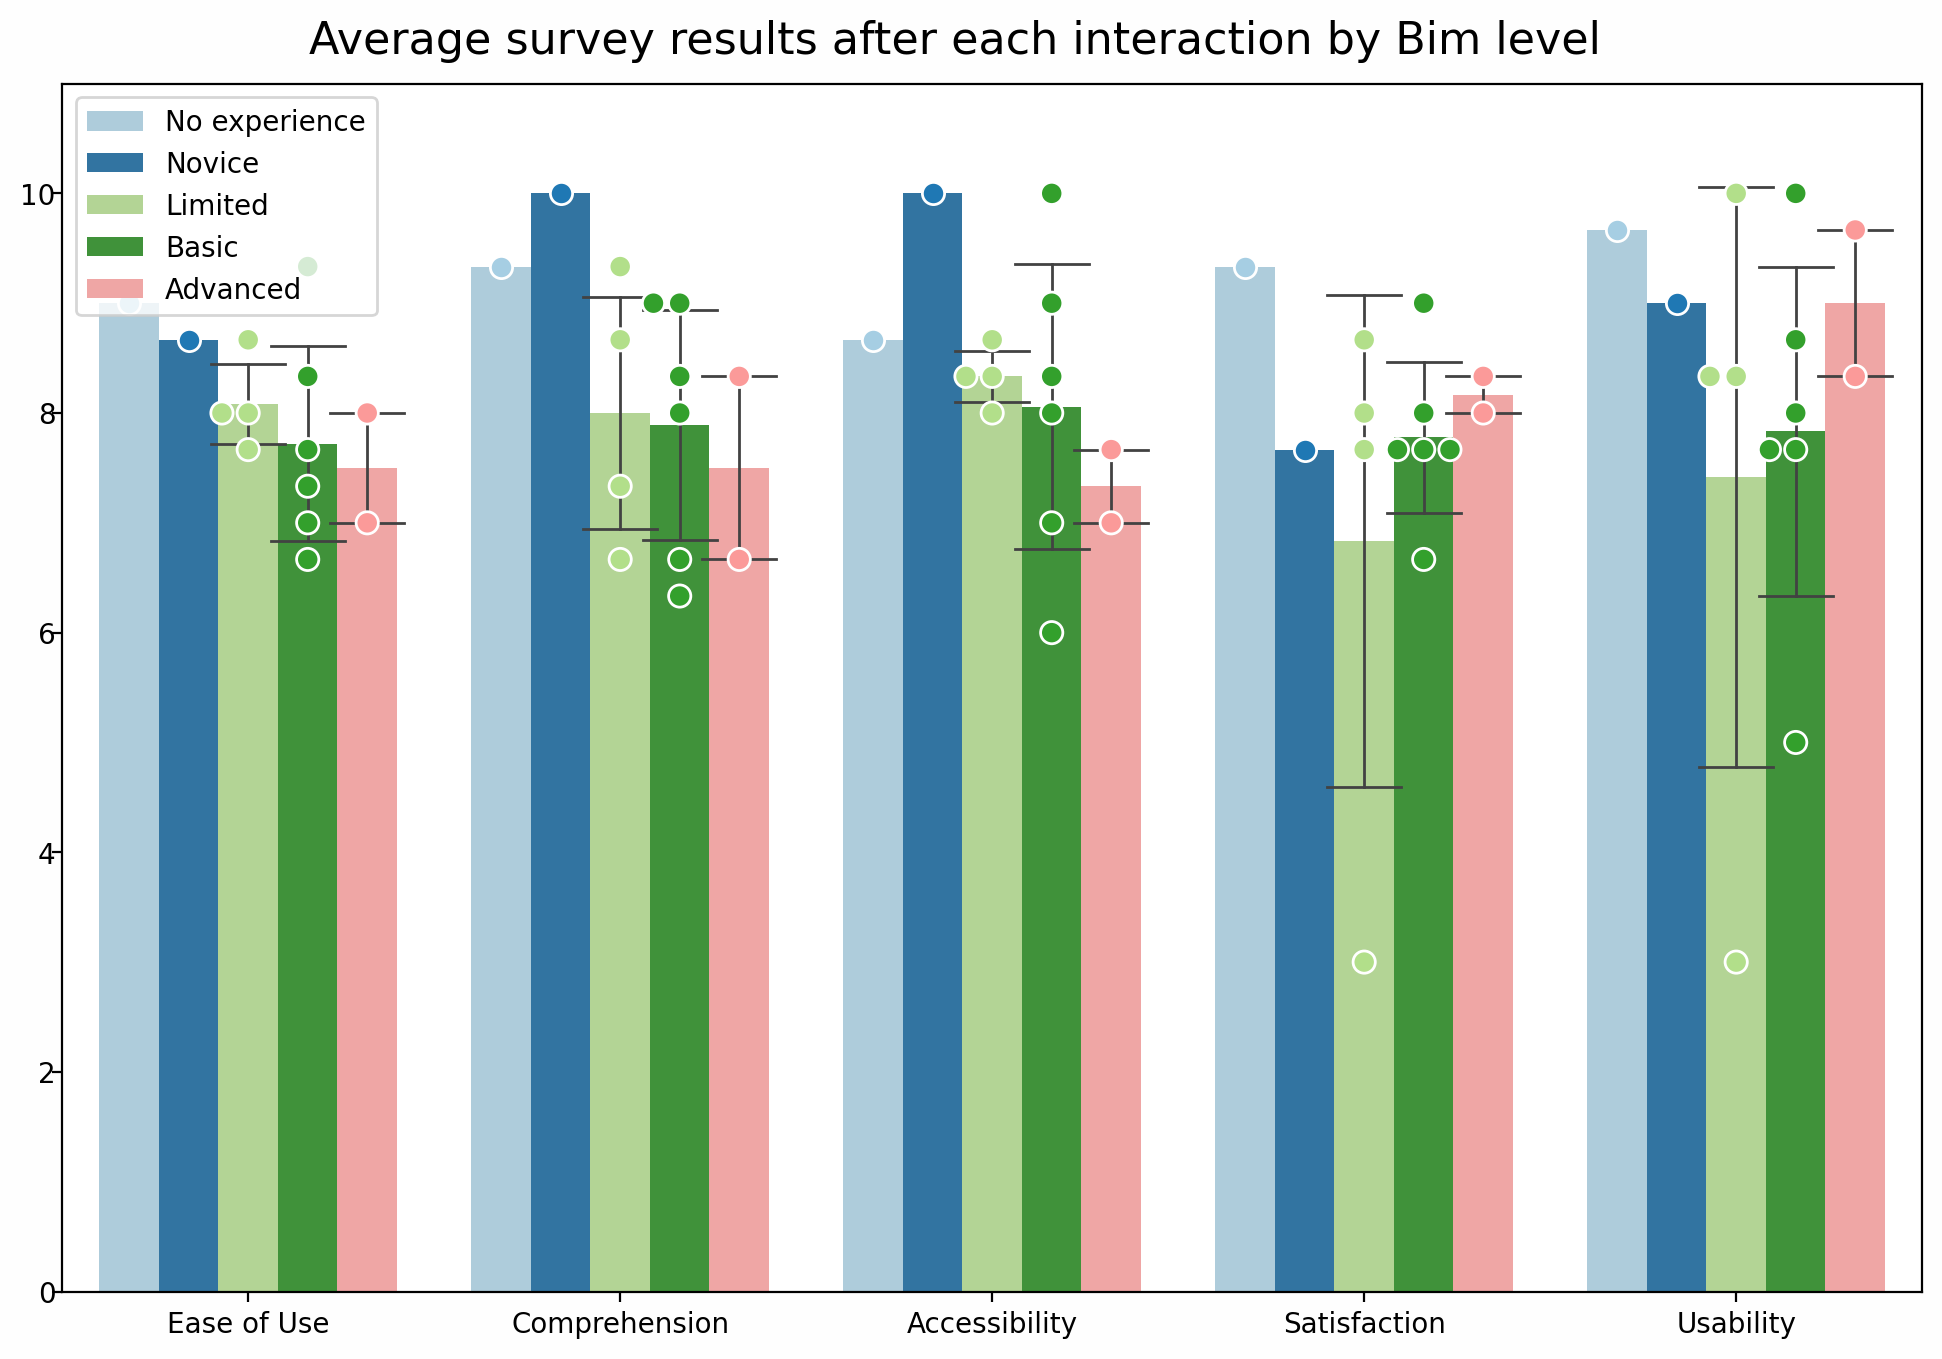 Average survey results after each interaction by Bim level
No experience
Novice
Limited
Basic
Advanced
10
8
6
4
2
0
Ease of Use
Comprehension
Accessibility
Satisfaction
Usability